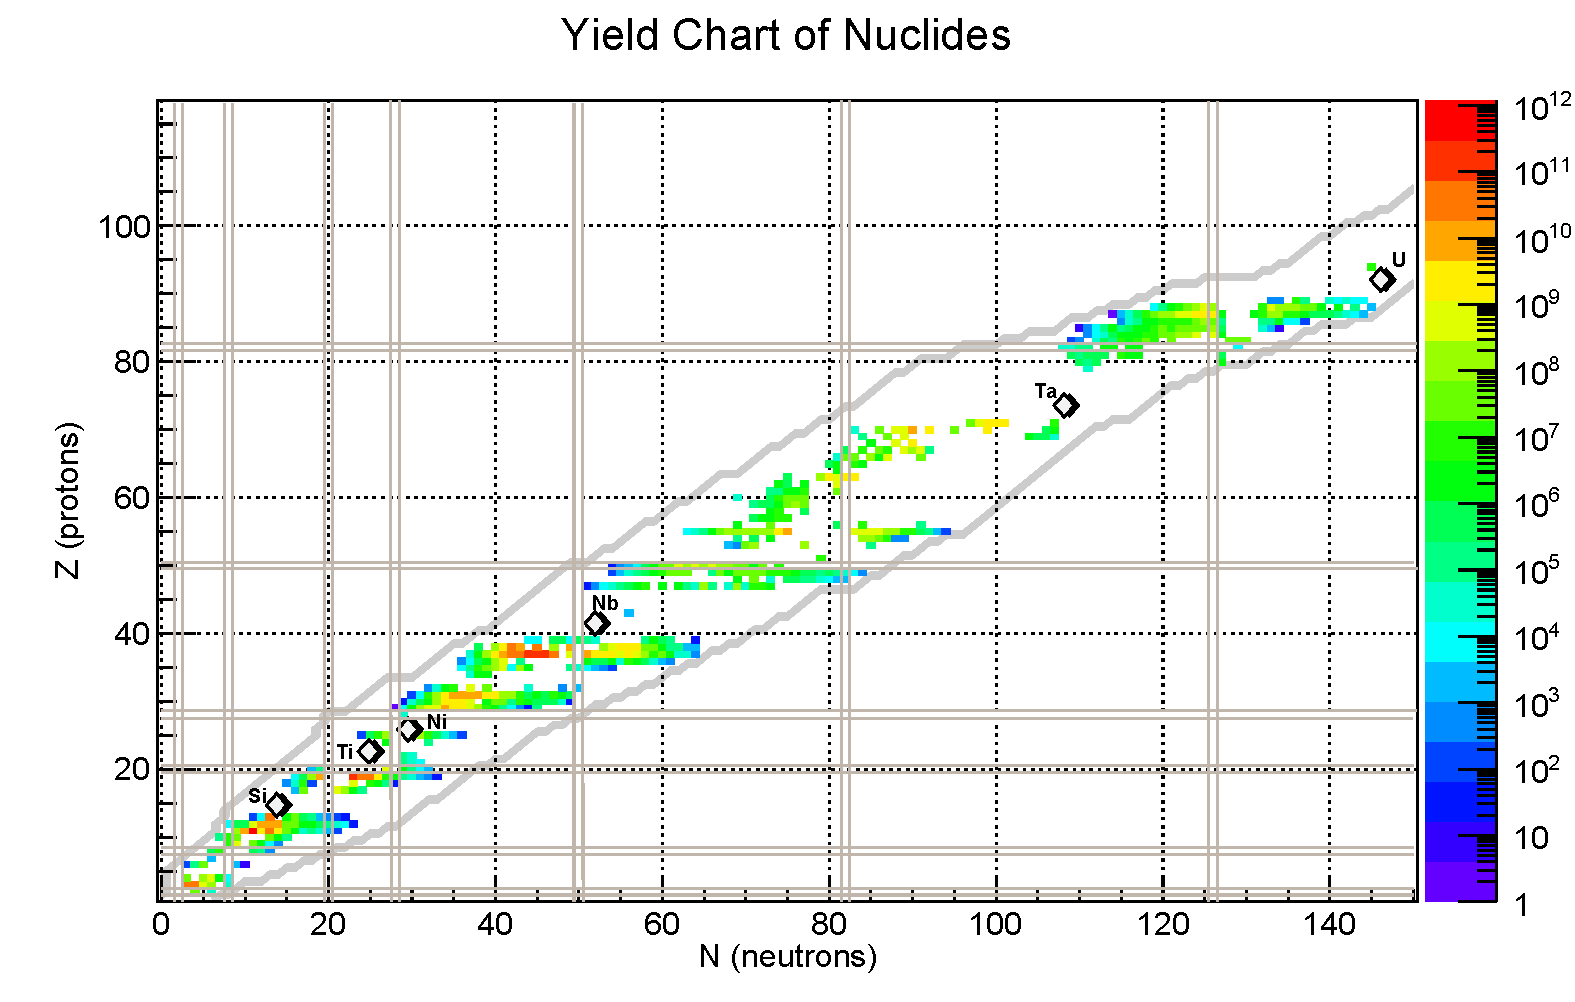 Yield Chart of Nuclides
Z (protons)
100
80
60
40
20
0
20
40
60
80
100
120
140
N (neutrons)
U
Ta
Nb
Ni
Ti
Si
10^12
10^11
10^10
10^9
10^8
10^7
10^6
10^5
10^4
10^3
10^2
10
1